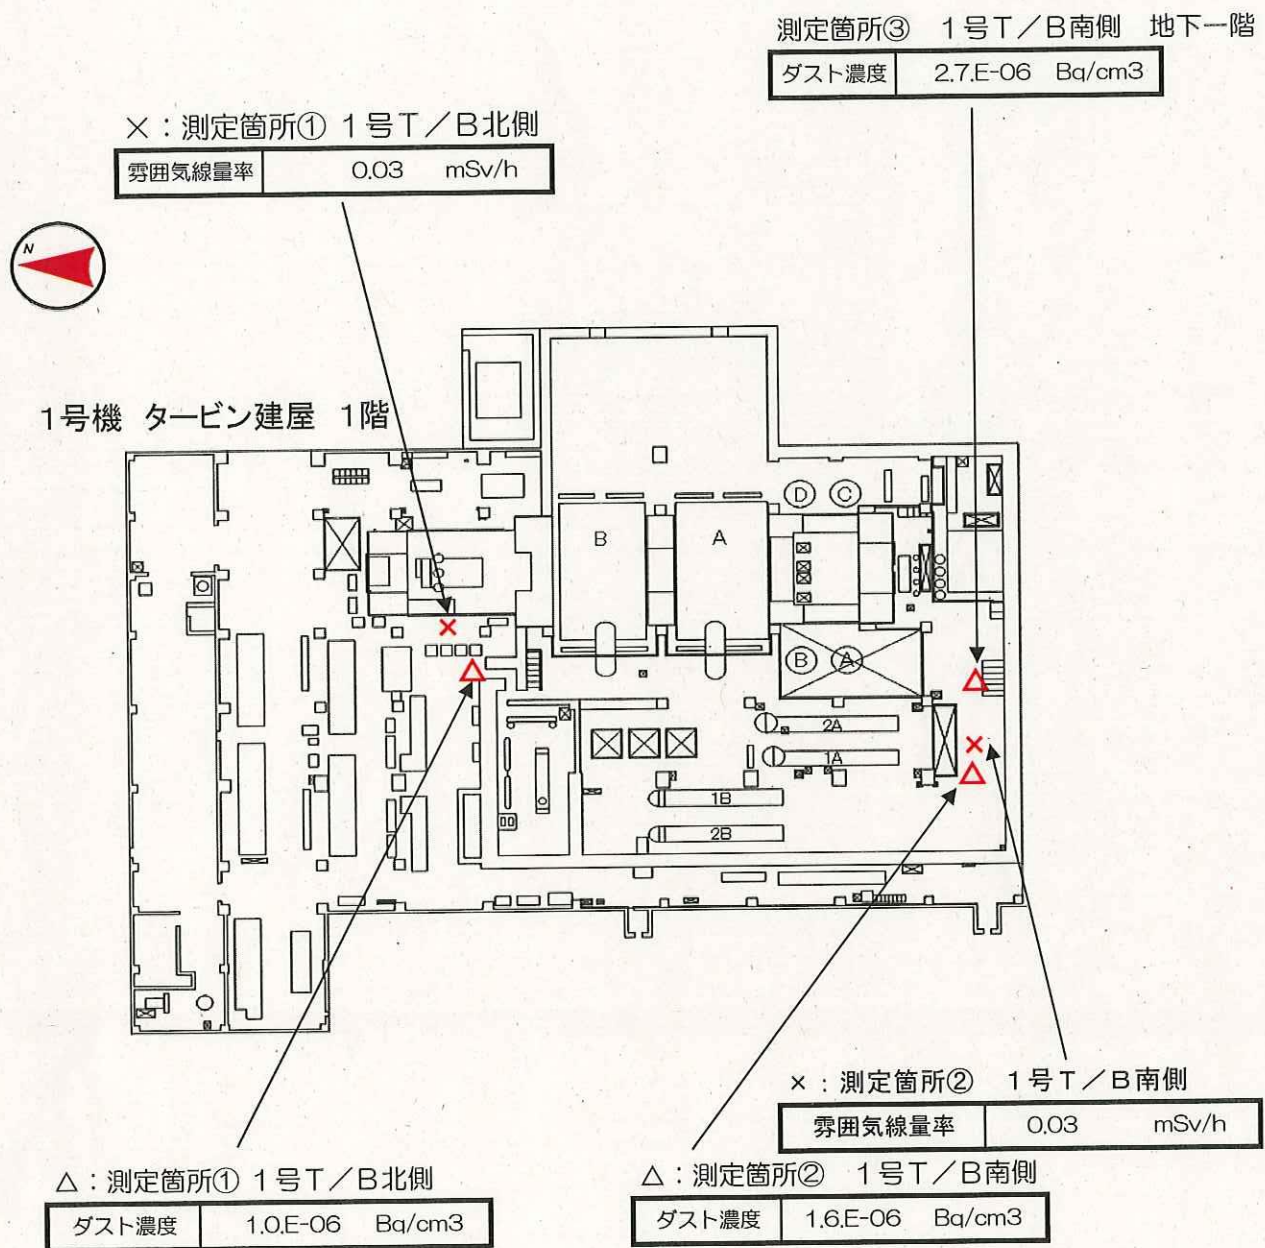 測定箇所③ 1号T/B南側 地下一階
ダスト濃度 2.7.E-06 Bq/cm3
×:測定箇所① 1号T/B北側
雰囲気線量率 0.03 mSv/h
N
1号機 タービン建屋 1階
D C
B A
B A
2A
1A
1B
2B
×:測定箇所② 1号T/B南側
雰囲気線量率 0.03 mSv/h
△:測定箇所① 1号T/B北側
ダスト濃度 1.0.E-06 Bq/cm3
△:測定箇所② 1号T/B南側
ダスト濃度 1.6.E-06 Bq/cm3